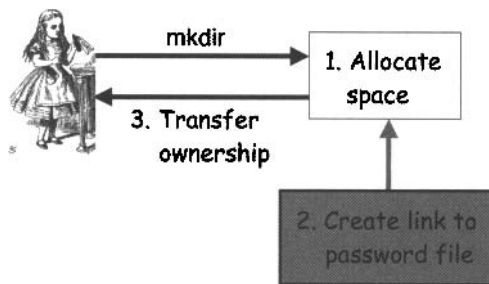 mkdir
1. Allocate
space
3. Transfer
ownership
2. Create link to
password file